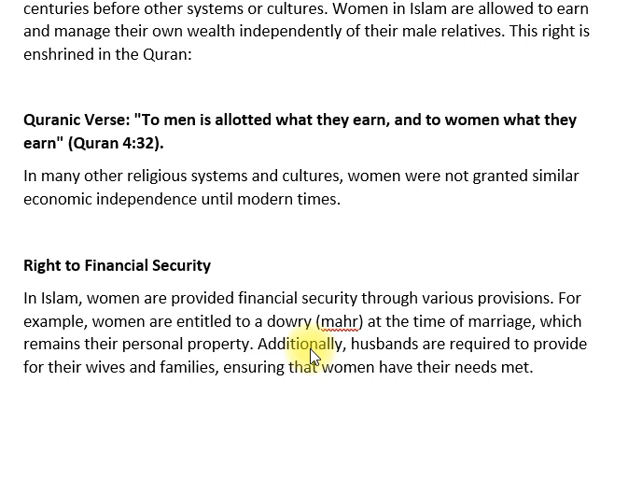 centuries before other systems or cultures. Women in Islam are allowed to earn
and manage their own wealth independently of their male relatives. This right is
enshrined in the Quran:
Quranic Verse: "To men is allotted what they earn, and to women what they
earn" (Quran 4:32).
In many other religious systems and cultures, women were not granted similar
economic independence until modern times.
Right to Financial Security
In Islam, women are provided financial security through various provisions. For
example, women are entitled to a dowry (mahr) at the time of marriage, which
remains their personal property. Additionally, husbands are required to provide
for their wives and families, ensuring that women have their needs met.